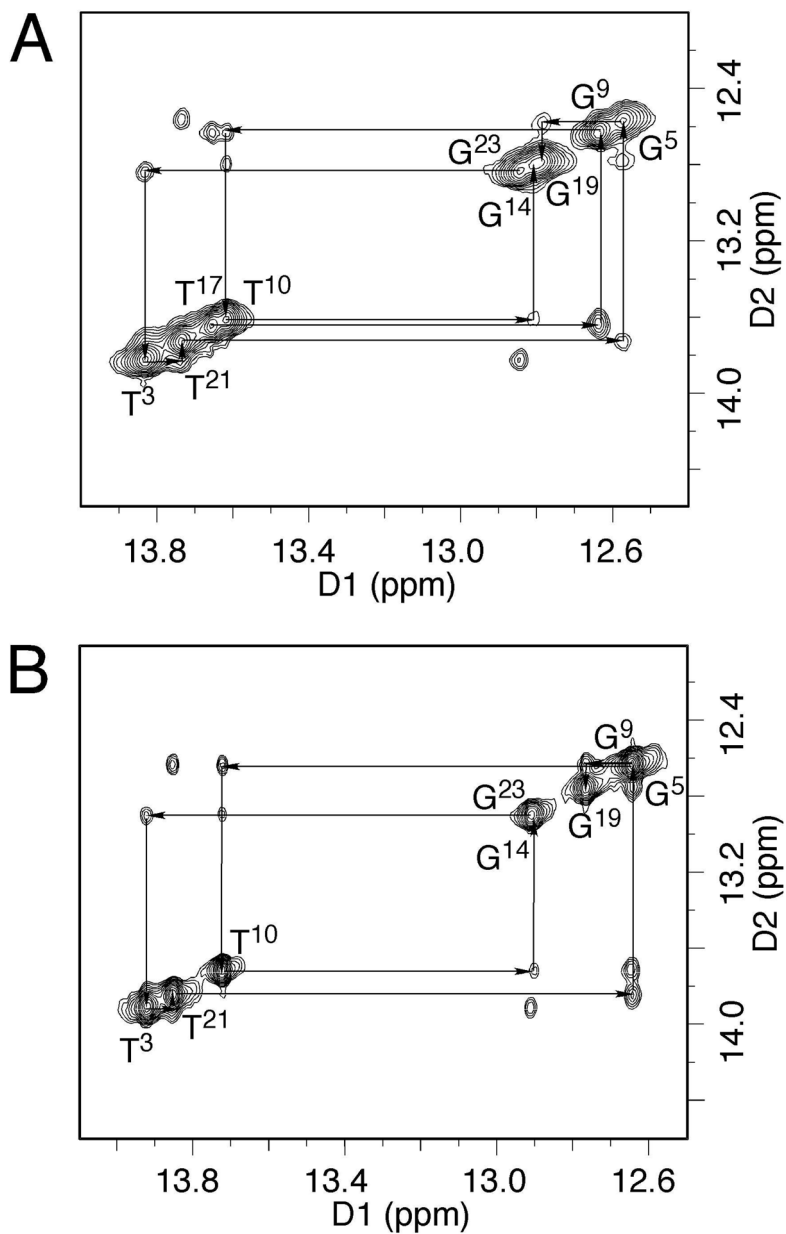 A
12.4
G⁹
G²³
G⁵
G¹⁴
G¹⁹
13.2
D2 (ppm)
T¹⁷
T¹⁰
14.0
T³
T²¹
13.8
13.4
13.0
12.6
D1 (ppm)
B
12.4
G⁹
G²³
G⁵
G¹⁹
G¹⁴
13.2
D2 (ppm)
T¹⁰
T²¹
14.0
T³
13.8
13.4
13.0
12.6
D1 (ppm)